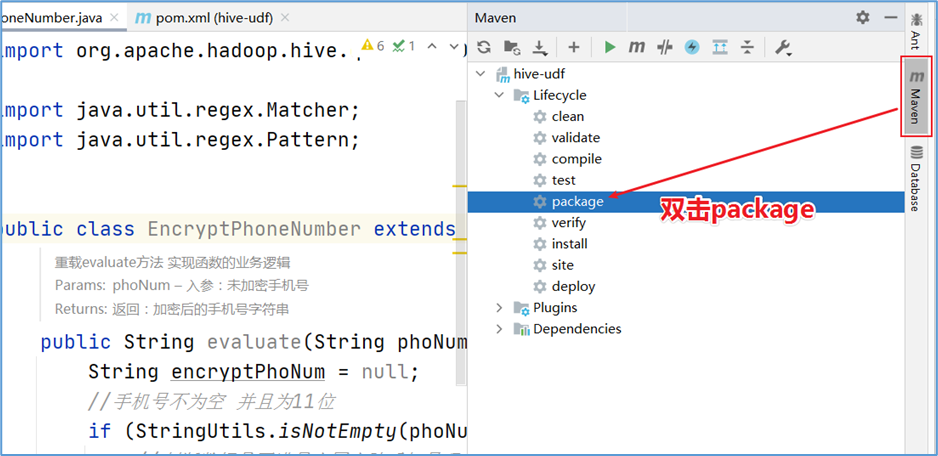 oneNumber.java
pom.xml (hive-udf)
import org.apache.hadoop.hive.
6
1
import java.util.regex.Matcher;
import java.util.regex.Pattern;
public class EncryptPhoneNumber extends
重载evaluate方法 实现函数的业务逻辑
Params: phoNum – 入参：未加密手机号
Returns: 返回：加密后的手机号字符串
public String evaluate(String phoNum
String encryptPhoNum = null;
//手机号不为空 并且为11位
if (StringUtils.isNotEmpty(phoNu
Maven
hive-udf
Lifecycle
clean
validate
compile
test
package
双击package
verify
install
site
deploy
Plugins
Dependencies
Ant
Maven
Database